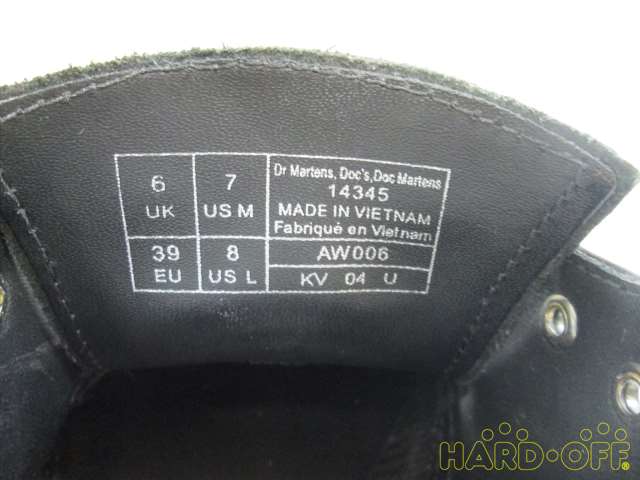 6
UK
7
US M
Dr Martens, Doc's, Doc Martens
14345
MADE IN VIETNAM
Fabriqué en Vietnam
39
EU
8
US L
AW006
KV 04 U
HARD-OFF